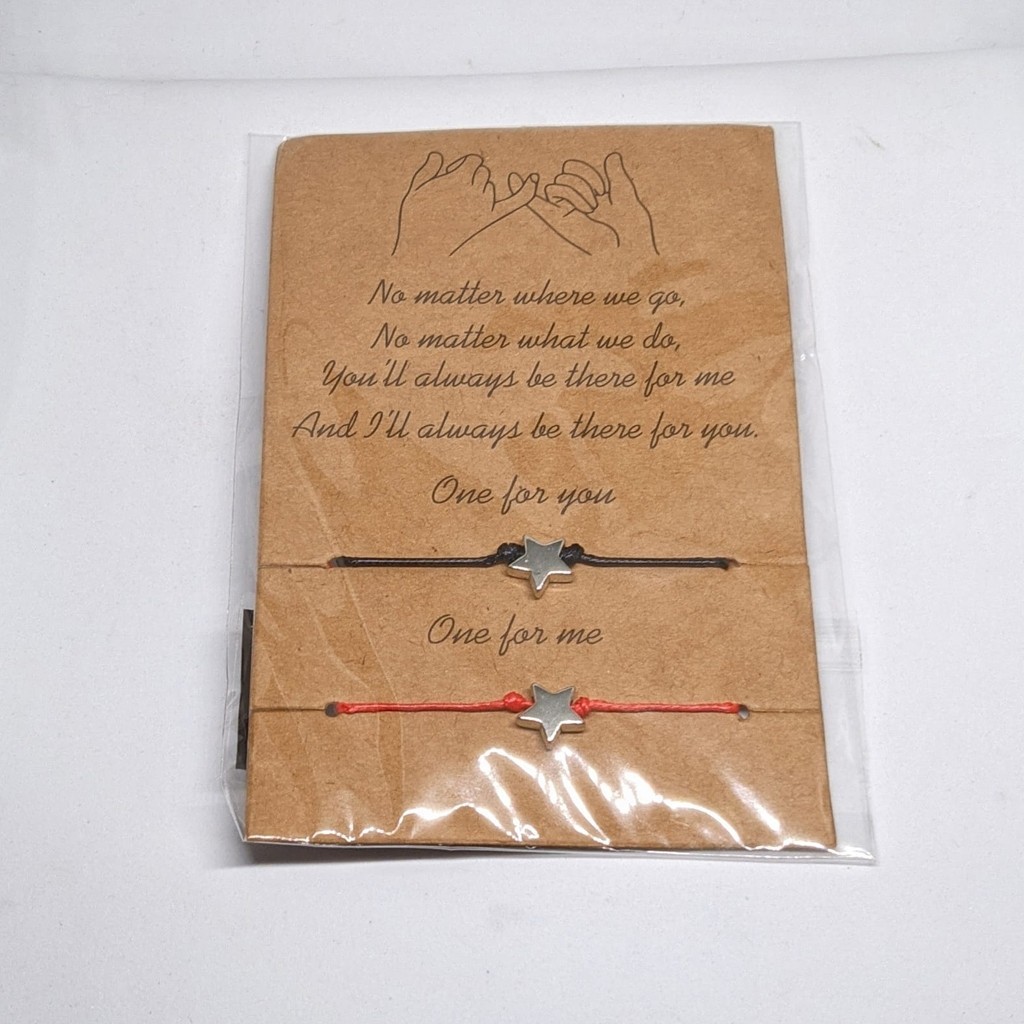 No matter where we go,
No matter what we do,
You'll always be there for me
And I'll always be there for you.
One for you
One for me